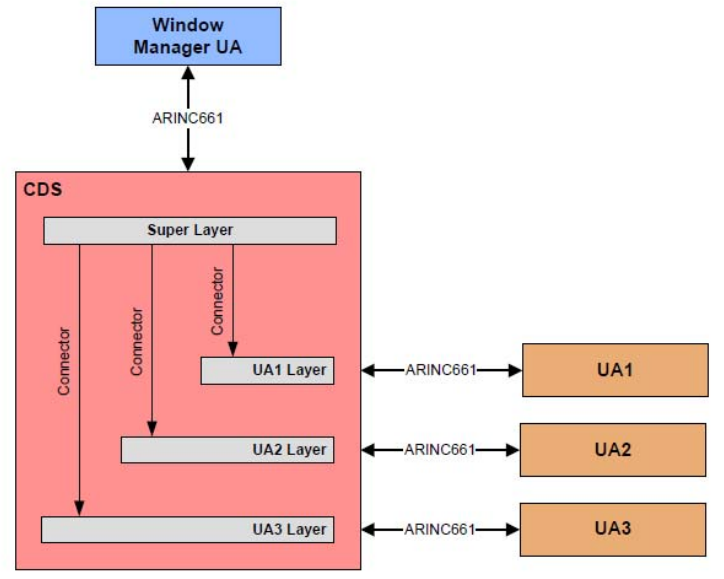 Window
Manager UA
ARINC661
CDS
Super Layer
Connector
Connector
Connector
UA1 Layer
ARINC661
UA1
UA2 Layer
ARINC661
UA2
UA3 Layer
ARINC661
UA3